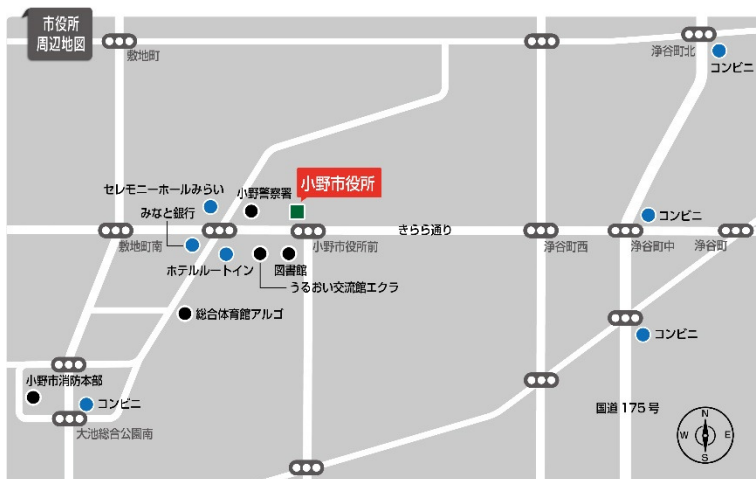 市役所
周辺地図
敷地町
浄谷町北
コンビニ
セレモニーホールみらい
小野警察署
小野市役所
みなと銀行
コンビニ
きらら通り
敷地町南
小野市役所前
浄谷町西
浄谷町中
浄谷町
ホテルルートイン
図書館
うるおい交流館エクラ
総合体育館アルゴ
コンビニ
小野市消防本部
コンビニ
国道175号
大池総合公園南
N
W
E
S